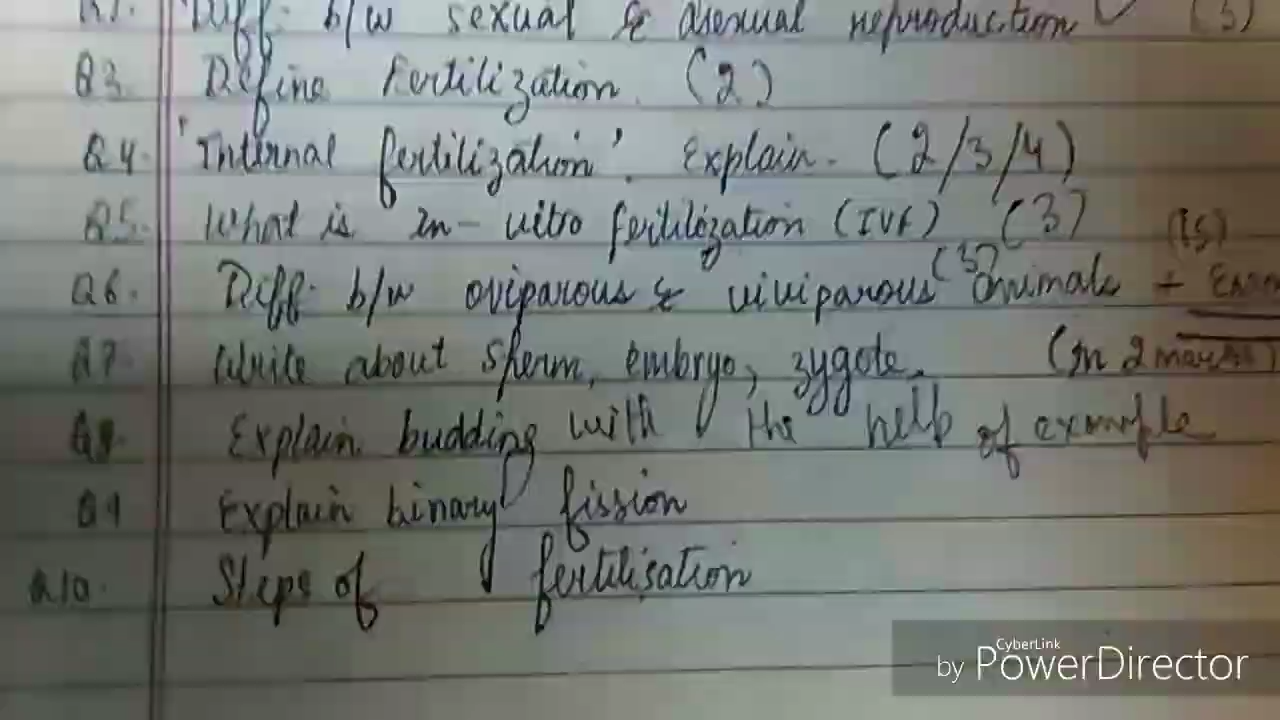 Diff. b/w sexual & asexual reproduction (3)
Q3. Define Fertilization. (2)
Q4. 'Internal fertilization'. Explain. (2/3/4)
Q5. What is in-vitro fertilization (IVF) (3)
Q6. Diff. b/w oviparous & viviparous (3) animals +
Q7. Write about sperm, embryo, zygote. (in 2 marks)
Q8. Explain budding with the help of example
Q9 Explain binary fission
Q10. Steps of fertilisation
CyberLink
by PowerDirector